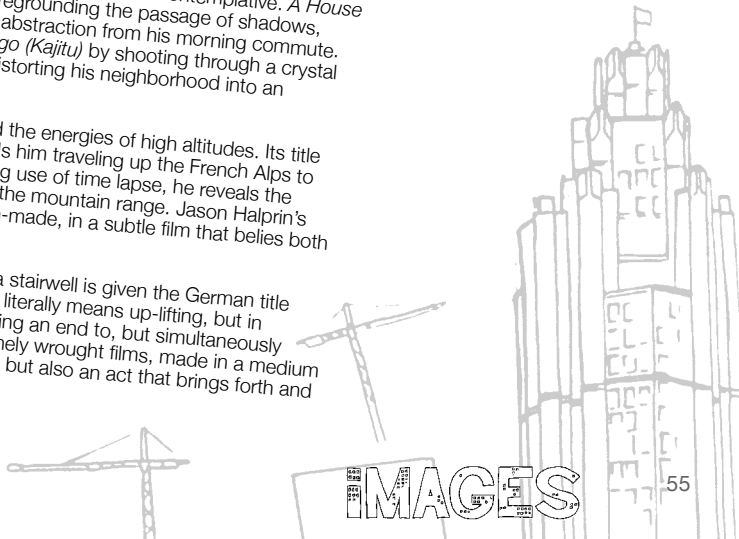 templative. A House
regrounding the passage of shadows,
abstraction from his morning commute.
go (Kajitu) by shooting through a crystal
istorting his neighborhood into an
d the energies of high altitudes. Its title
ls him traveling up the French Alps to
g use of time lapse, he reveals the
the mountain range. Jason Halprin's
-made, in a subtle film that belies both
a stairwell is given the German title
literally means up-lifting, but in
ing an end to, but simultaneously
nely wrought films, made in a medium
but also an act that brings forth and
IMAGES
55